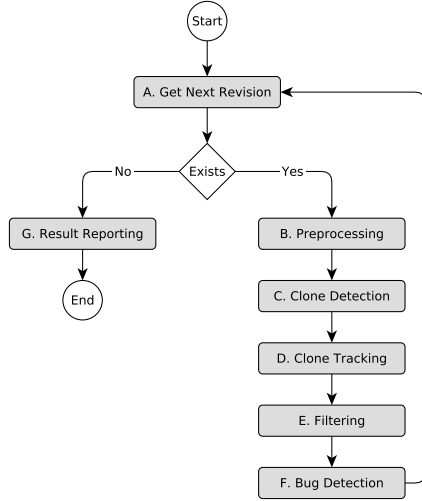 Start
A. Get Next Revision
Exists
No
Yes
G. Result Reporting
B. Preprocessing
End
C. Clone Detection
D. Clone Tracking
E. Filtering
F. Bug Detection